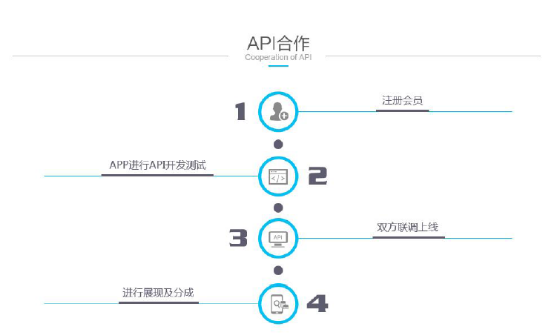 API合作
Cooperation of API
1
注册会员
APP进行API开发测试
2
</>
3
API
双方联调上线
进行展现及分成
4